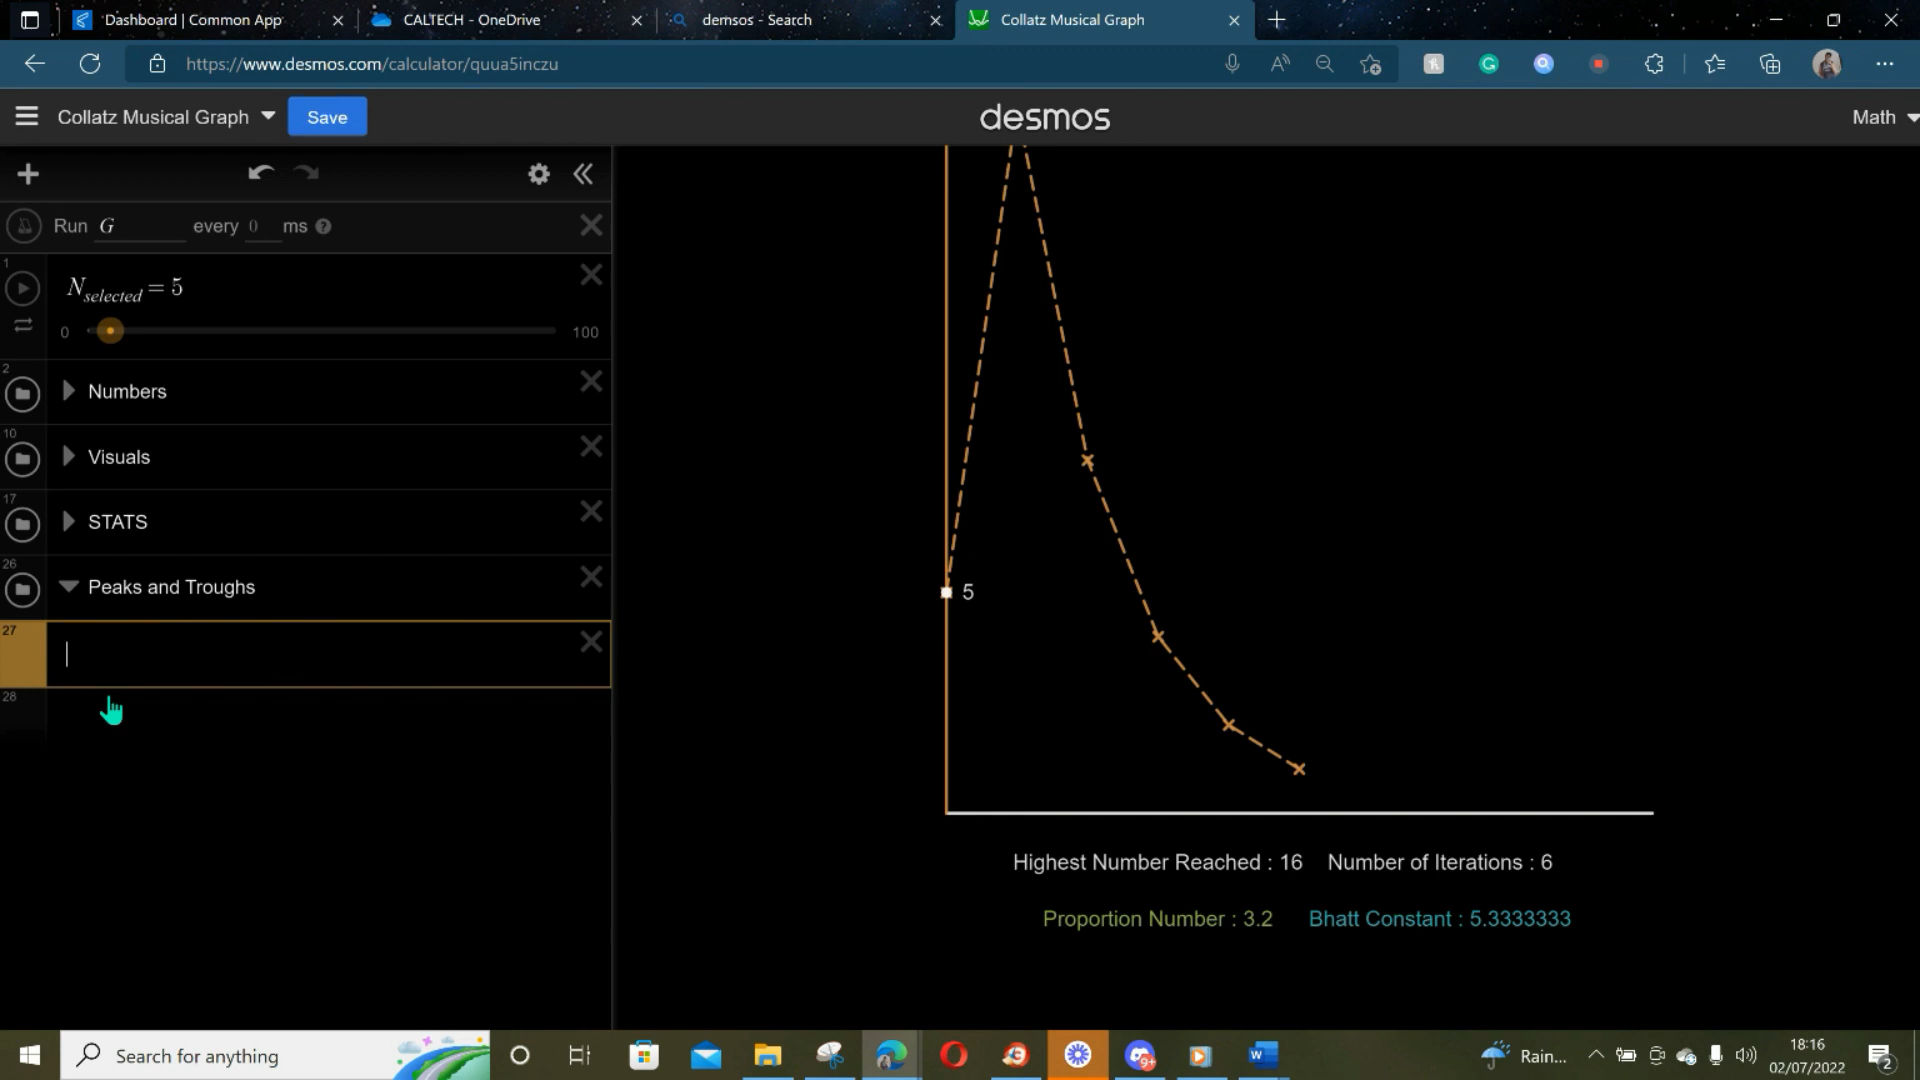 Dashboard | Common App
CALTECH - OneDrive
demsos - Search
Collatz Musical Graph
https://www.desmos.com/calculator/quua5inczu
Collatz Musical Graph
Save
desmos
Math
Run G every 0 ms
1
N selected = 5
0
100
2
Numbers
10
Visuals
17
STATS
26
Peaks and Troughs
27
28
5
Highest Number Reached : 16 Number of Iterations : 6
Proportion Number : 3.2 Bhatt Constant : 5.3333333
Search for anything
9+
Rain...
18:16
02/07/2022
2